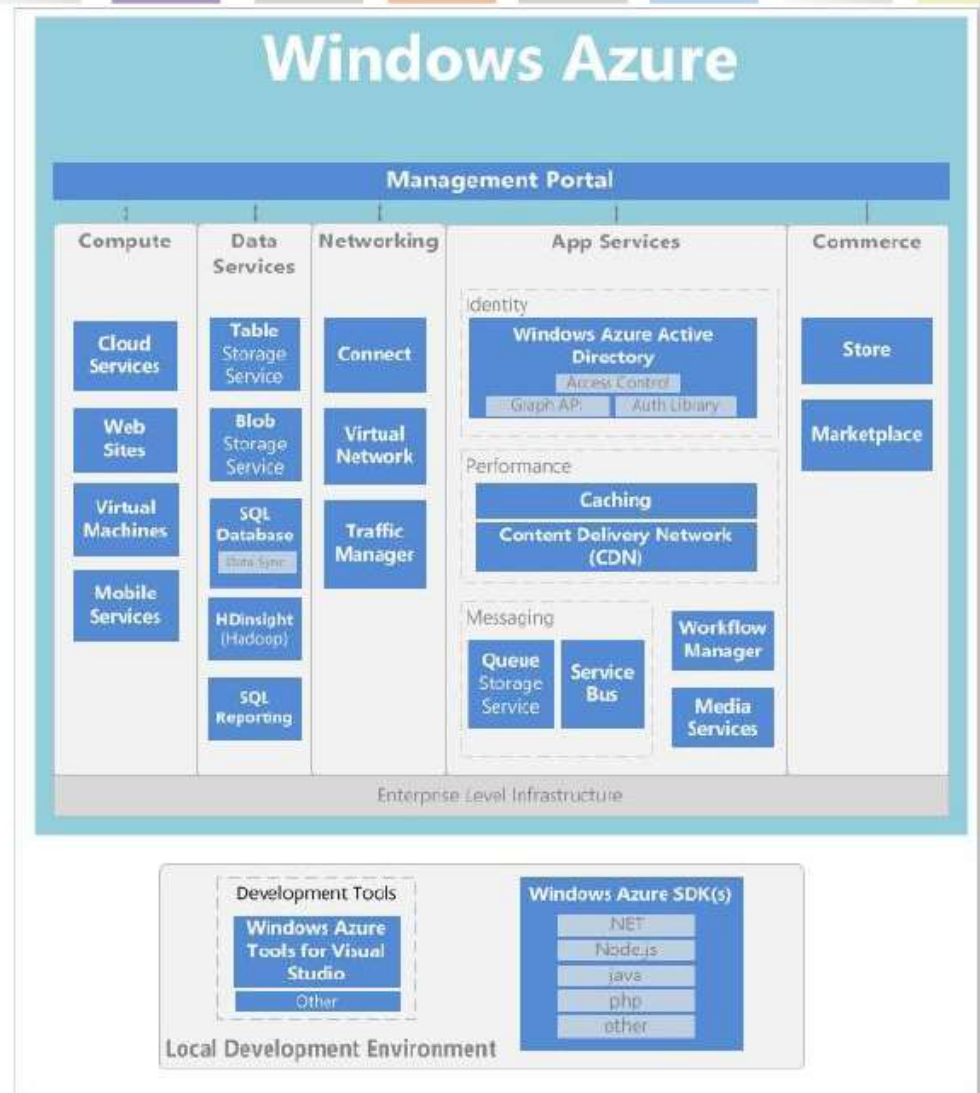 Windows Azure
Management Portal
Compute
Cloud
Services
Web
Sites
Virtual
Machines
Mobile
Services
Data
Services
Table
Storage
Service
Blob
Storage
Service
SQL
Database
Data Sync
HDinsight
(Hadoop)
SQL
Reporting
Networking
Connect
Virtual
Network
Traffic
Manager
App Services
Identity
Windows Azure Active
Directory
Access Control
Graph API
Auth Library
Performance
Caching
Content Delivery Network
(CDN)
Messaging
Queue
Storage
Service
Service
Bus
Workflow
Manager
Media
Services
Commerce
Store
Marketplace
Enterprise Level Infrastructure
Development Tools
Windows Azure
Tools for Visual
Studio
Other
Local Development Environment
Windows Azure SDK(s)
.NET
Node.js
java
php
other